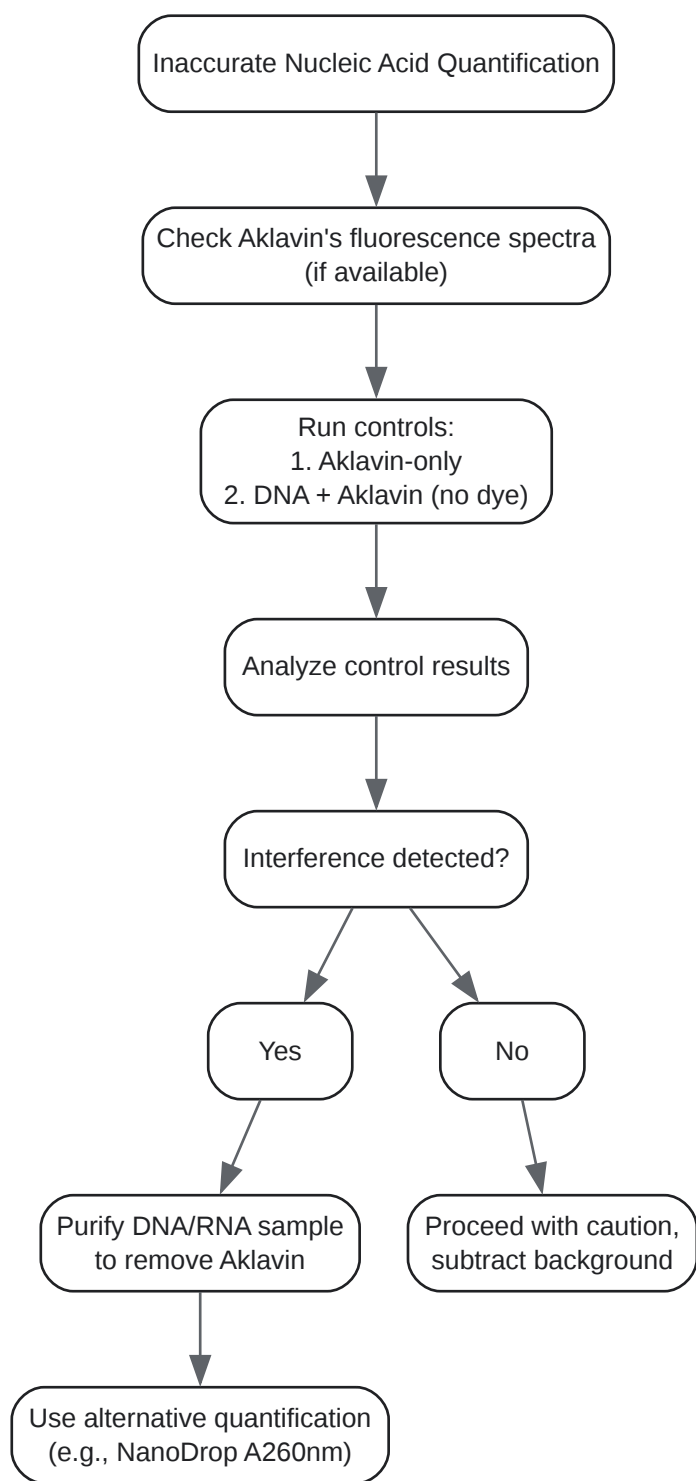 Inaccurate Nucleic Acid Quantification
Check Aklavin's fluorescence spectra
(if available)
Run controls:
1. Aklavin-only
2. DNA + Aklavin (no dye)
Analyze control results
Interference detected?
Yes
No
Purify DNA/RNA sample
to remove Aklavin
Proceed with caution,
subtract background
Use alternative quantification
(e.g., NanoDrop A260nm)